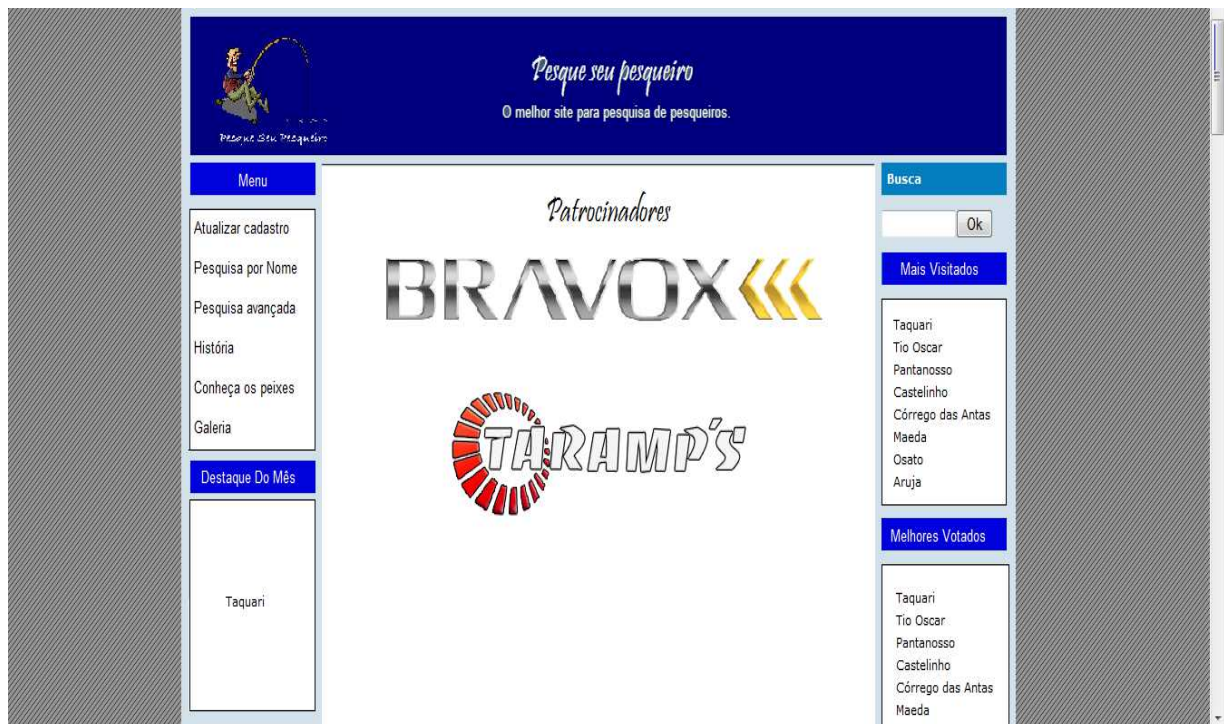 Pesque Seu Pesqueiro
Pesque seu pesqueiro
O melhor site para pesquisa de pesqueiros.
Menu
Atualizar cadastro
Pesquisa por Nome
Pesquisa avançada
História
Conheça os peixes
Galeria
Destaque Do Mês
Taquari
Patrocinadores
BRAVOX
TARAMP'S
Busca
Ok
Mais Visitados
Taquari
Tio Oscar
Pantanosso
Castelinho
Córrego das Antas
Maeda
Osato
Aruja
Melhores Votados
Taquari
Tio Oscar
Pantanosso
Castelinho
Córrego das Antas
Maeda